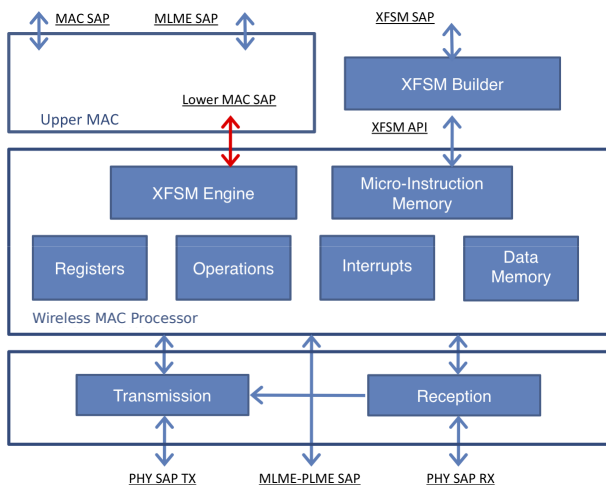 MAC SAP
MLME SAP
XFSM SAP
XFSM Builder
Lower MAC SAP
Upper MAC
XFSM API
XFSM Engine
Micro-Instruction
Memory
Registers
Operations
Interrupts
Data
Memory
Wireless MAC Processor
Transmission
Reception
PHY SAP TX
MLME-PLME SAP
PHY SAP RX